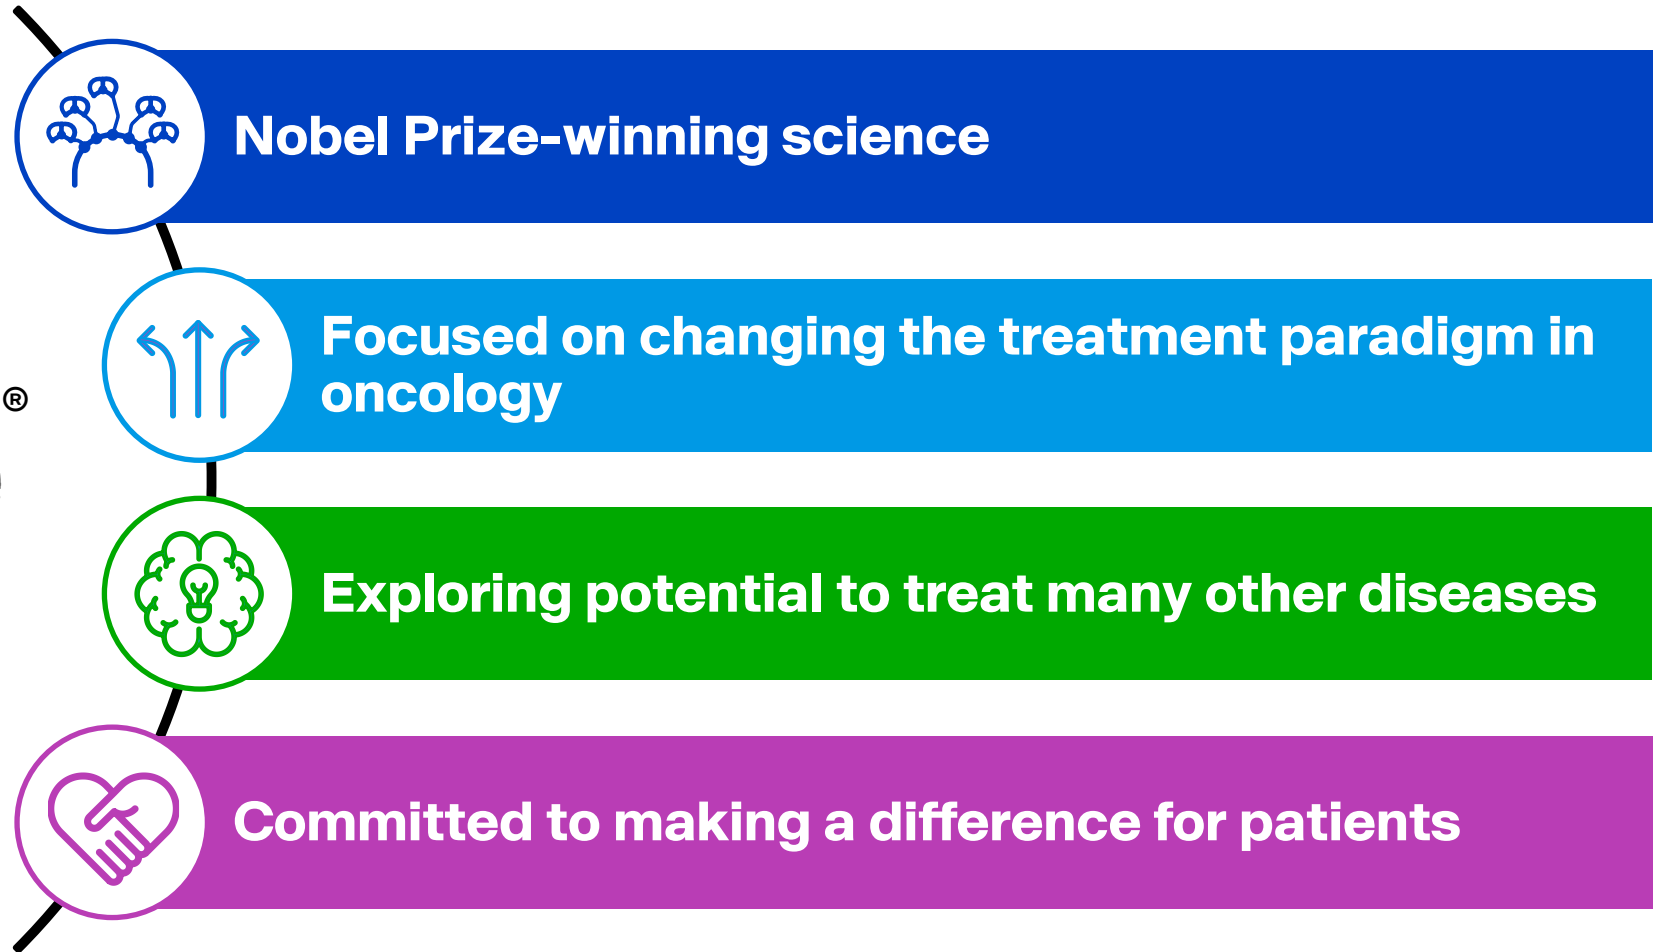 Nobel Prize-winning science
Focused on changing the treatment paradigm in
oncology
®
Exploring potential to treat many other diseases
Committed to making a difference for patients